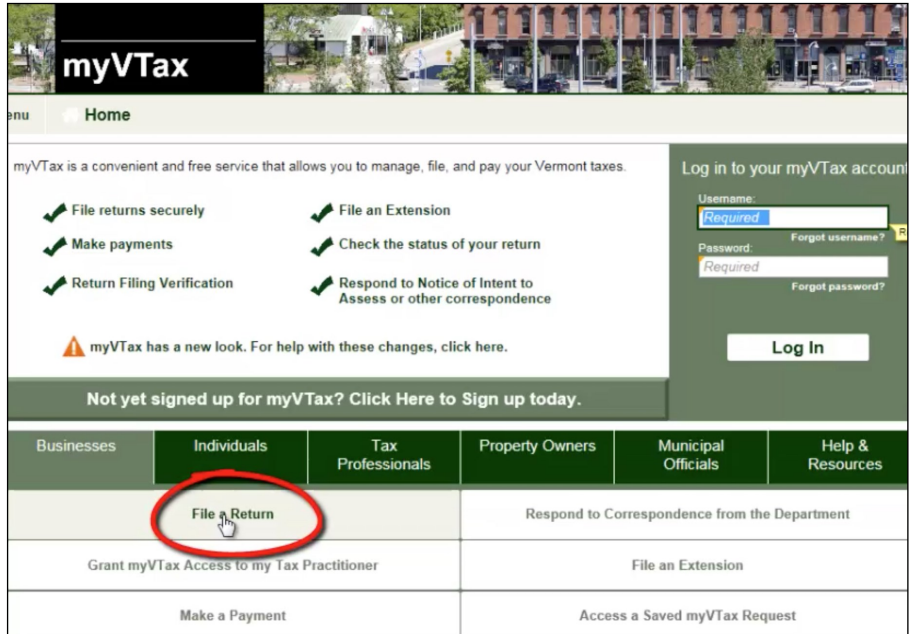 myVTax
enu
Home
myVTax is a convenient and free service that allows you to manage, file, and pay your Vermont taxes.
File returns securely
File an Extension
Make payments
Check the status of your return
Return Filing Verification
Respond to Notice of Intent to
Assess or other correspondence
myVTax has a new look. For help with these changes, click here.
Not yet signed up for myVTax? Click Here to Sign up today.
Log in to your myVTax account
Username:
Required
R
Forgot username?
Password:
Required
Forgot password?
Log In
Businesses
Individuals
Tax
Professionals
Property Owners
Municipal
Officials
Help &
Resources
File a Return
Respond to Correspondence from the Department
Grant myVTax Access to my Tax Practitioner
File an Extension
Make a Payment
Access a Saved myVTax Request